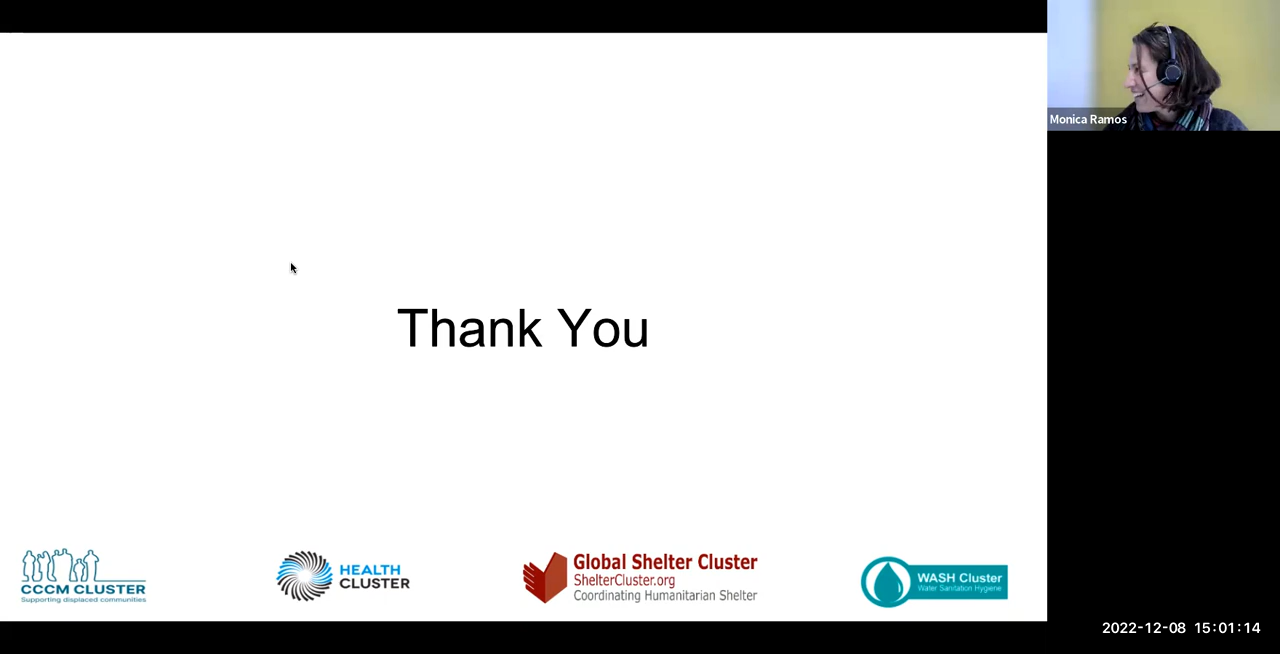 Monica Ramos
Thank You
CCCM CLUSTER
Supporting displaced communities
HEALTH
CLUSTER
Global Shelter Cluster
ShelterCluster.org
Coordinating Humanitarian Shelter
WASH Cluster
Water Sanitation Hygiene
2022-12-08 15:01:14